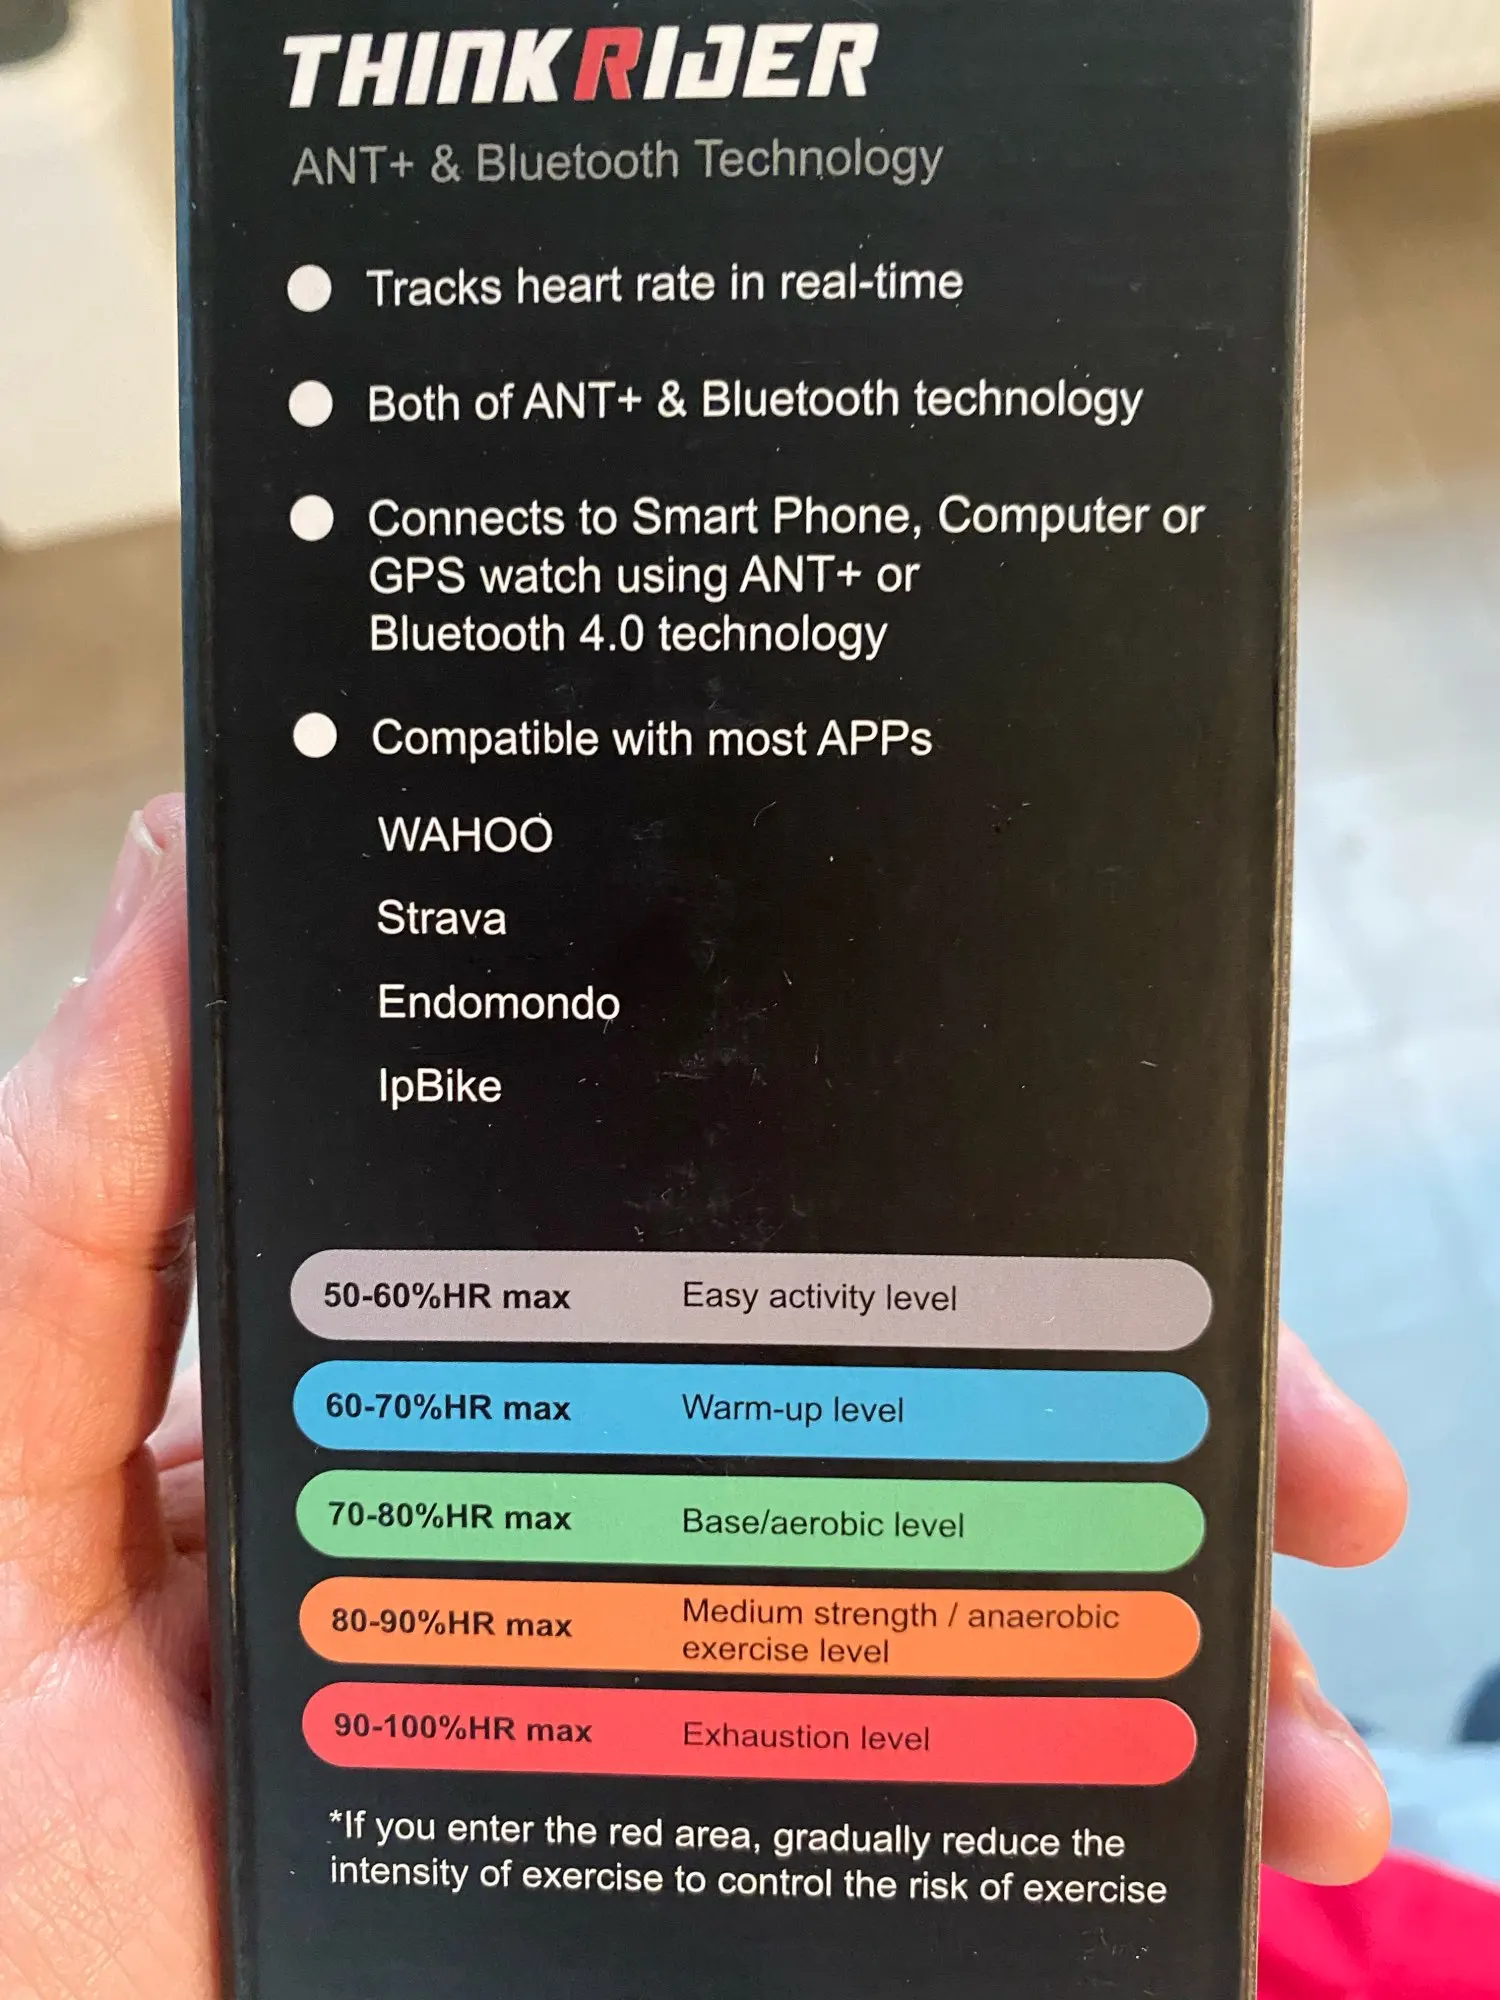 THINKRIDER
ANT+ & Bluetooth Technology
Tracks heart rate in real-time
Both of ANT+ & Bluetooth technology
Connects to Smart Phone, Computer or
GPS watch using ANT+ or
Bluetooth 4.0 technology
Compatible with most APPs
WAHOO
Strava
Endomondo
IpBike
50-60%HR max Easy activity level
60-70%HR max Warm-up level
70-80%HR max Base/aerobic level
80-90%HR max Medium strength / anaerobic
exercise level
90-100%HR max Exhaustion level
*If you enter the red area, gradually reduce the
intensity of exercise to control the risk of exercise